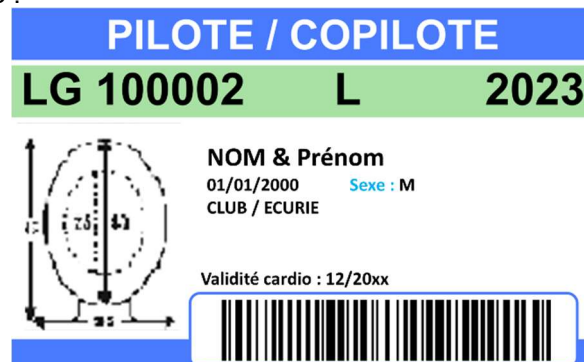 PILOTE / COPILOTE
LG 100002 L 2023
NOM & Prénom
01/01/2000 Sexe : M
CLUB / ECURIE
Validité cardio : 12/20xx